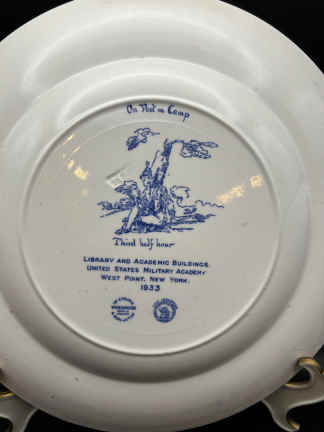 On Post in Camp
Third half hour
LIBRARY AND ACADEMIC BUILDINGS,
UNITED STATES MILITARY ACADEMY
WEST POINT, NEW YORK.
1933